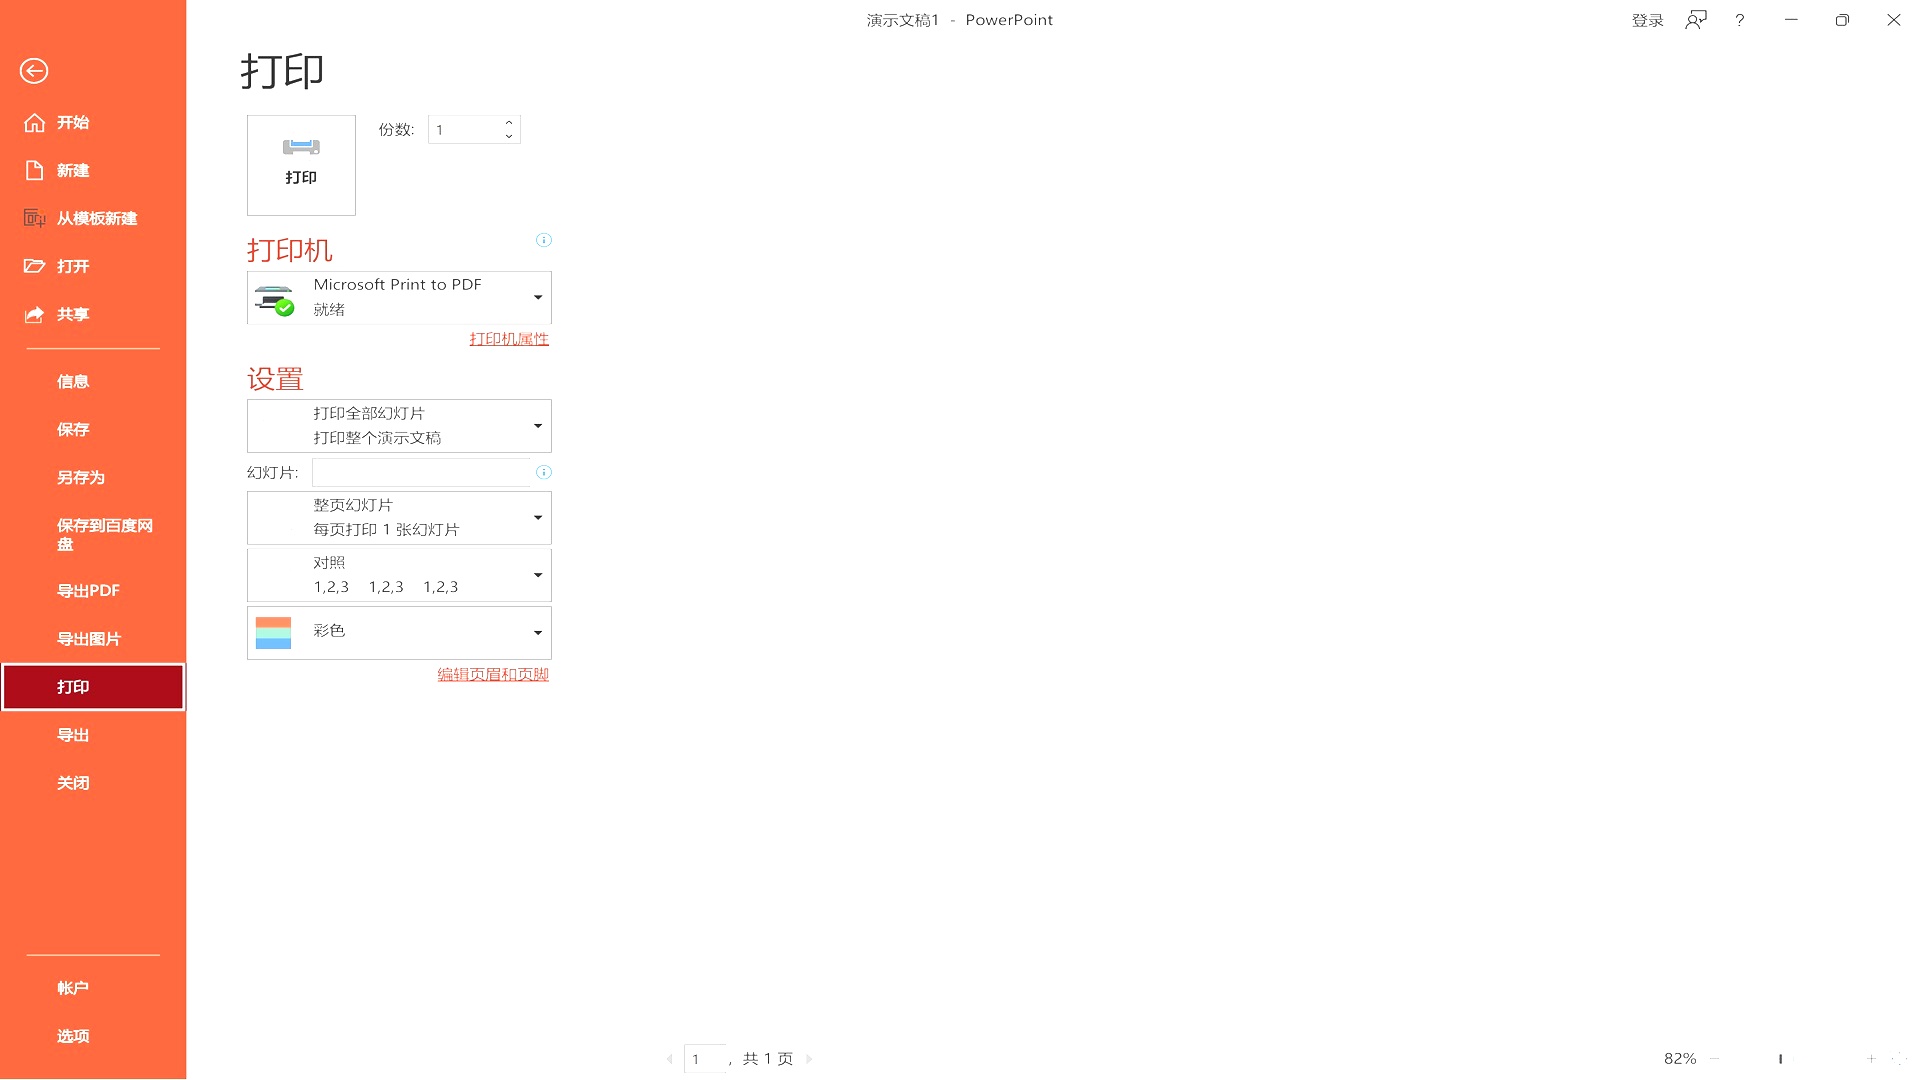 演示文稿1 - PowerPoint
登录
?
开始
新建
从模板新建
打开
共享
信息
保存
另存为
保存到百度网
盘
导出PDF
导出图片
打印
导出
关闭
帐户
选项
打印
打印
份数:
1
打印机
Microsoft Print to PDF
就绪
打印机属性
设置
打印全部幻灯片
打印整个演示文稿
幻灯片:
整页幻灯片
每页打印 1 张幻灯片
对照
1,2,3 1,2,3 1,2,3
彩色
编辑页眉和页脚
1 , 共 1 页
82%